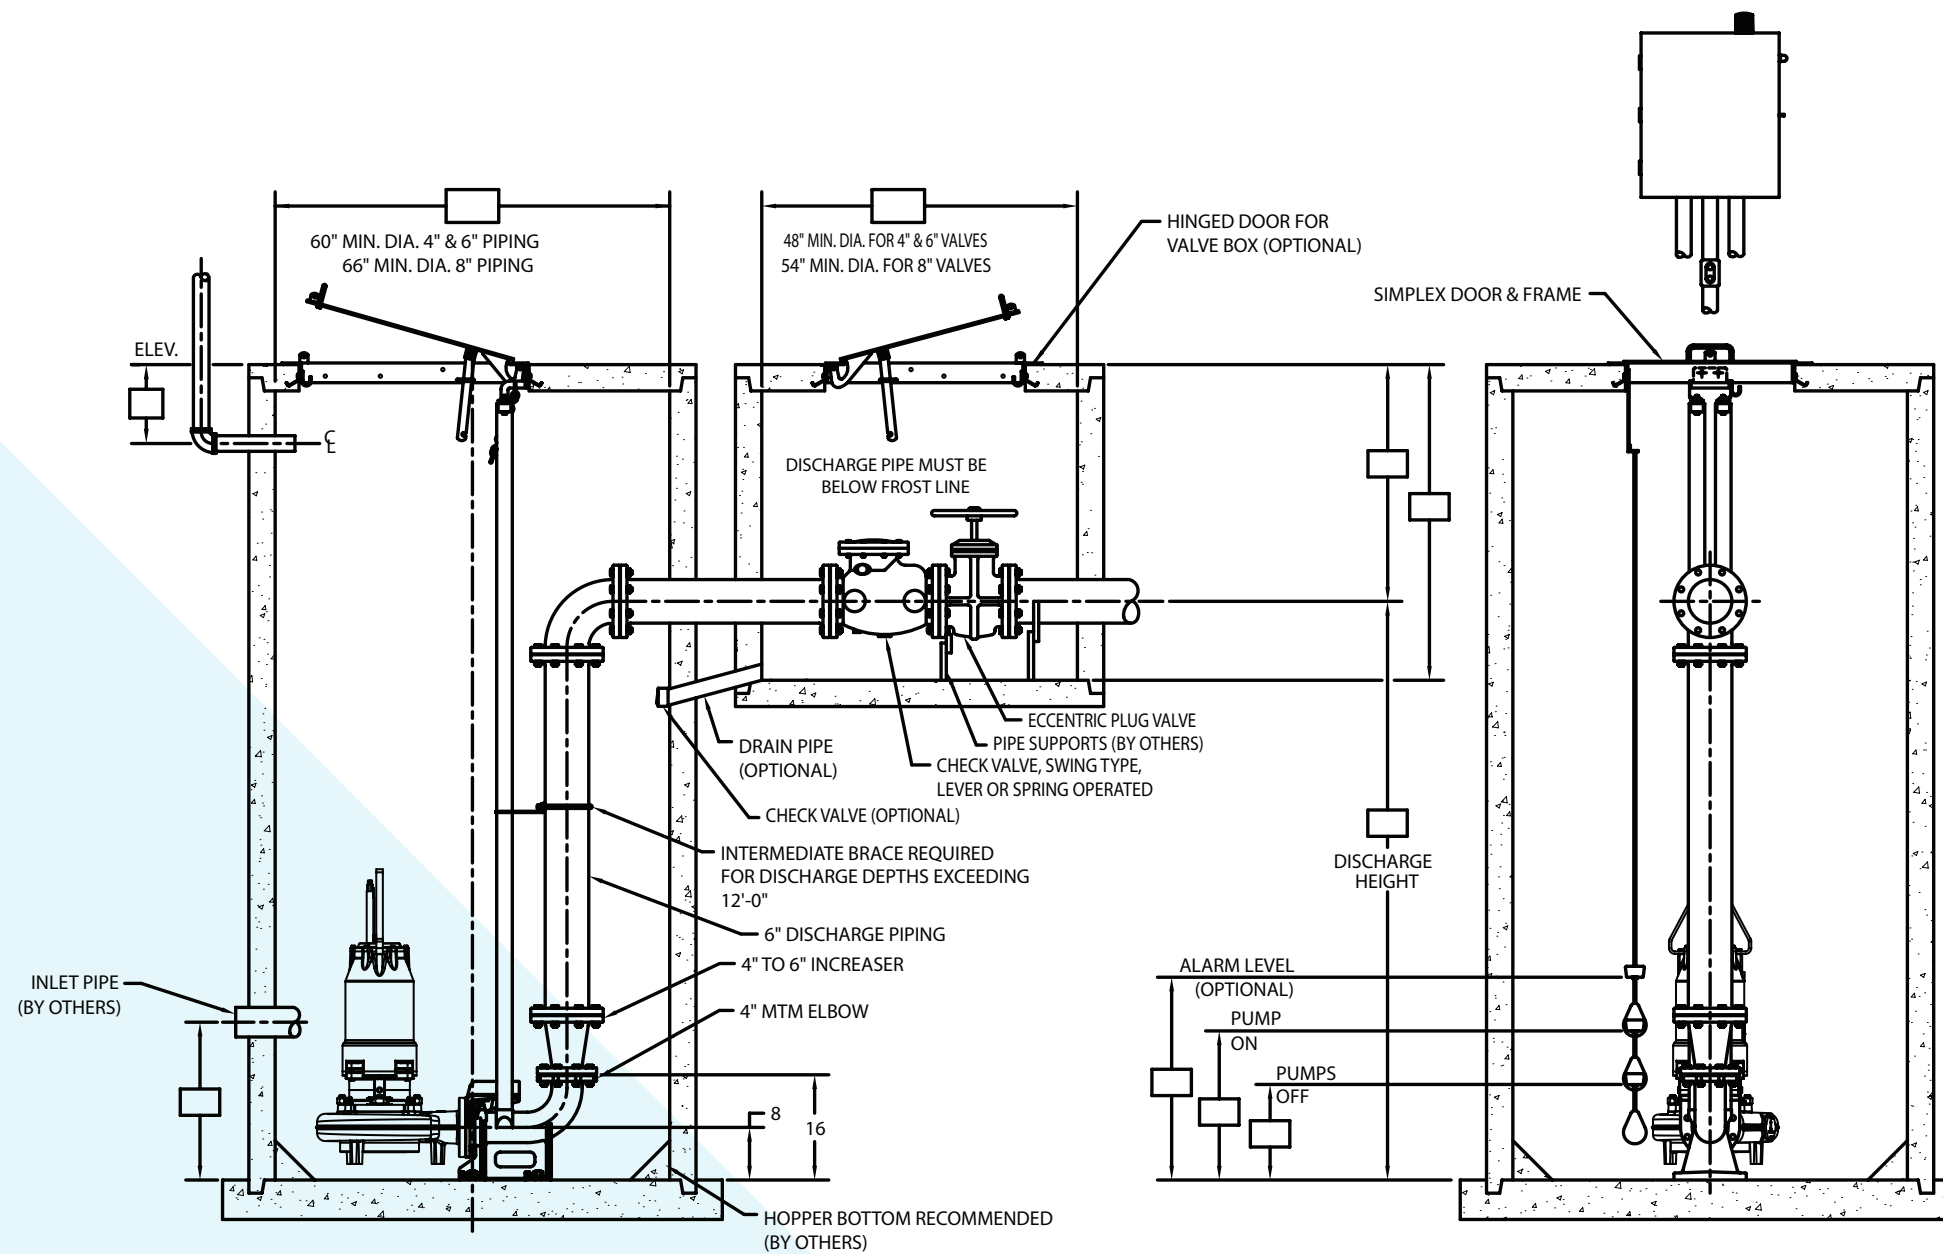 60" MIN. DIA. 4" & 6" PIPING
66" MIN. DIA. 8" PIPING
48" MIN. DIA. FOR 4" & 6" VALVES
54" MIN. DIA. FOR 8" VALVES
HINGED DOOR FOR
VALVE BOX (OPTIONAL)
SIMPLEX DOOR & FRAME
ELEV.
℄
DISCHARGE PIPE MUST BE
BELOW FROST LINE
ECCENTRIC PLUG VALVE
PIPE SUPPORTS (BY OTHERS)
CHECK VALVE, SWING TYPE,
LEVER OR SPRING OPERATED
DRAIN PIPE
(OPTIONAL)
CHECK VALVE (OPTIONAL)
INTERMEDIATE BRACE REQUIRED
FOR DISCHARGE DEPTHS EXCEEDING
12'-0"
6" DISCHARGE PIPING
4" TO 6" INCREASER
4" MTM ELBOW
INLET PIPE
(BY OTHERS)
8
16
HOPPER BOTTOM RECOMMENDED
(BY OTHERS)
DISCHARGE
HEIGHT
ALARM LEVEL
(OPTIONAL)
PUMP
ON
PUMPS
OFF